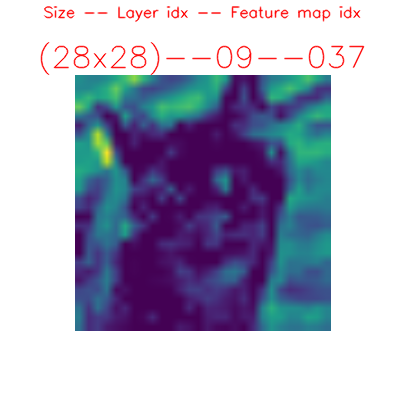 Size -- Layer idx -- Feature map idx
(28x28)--09--037